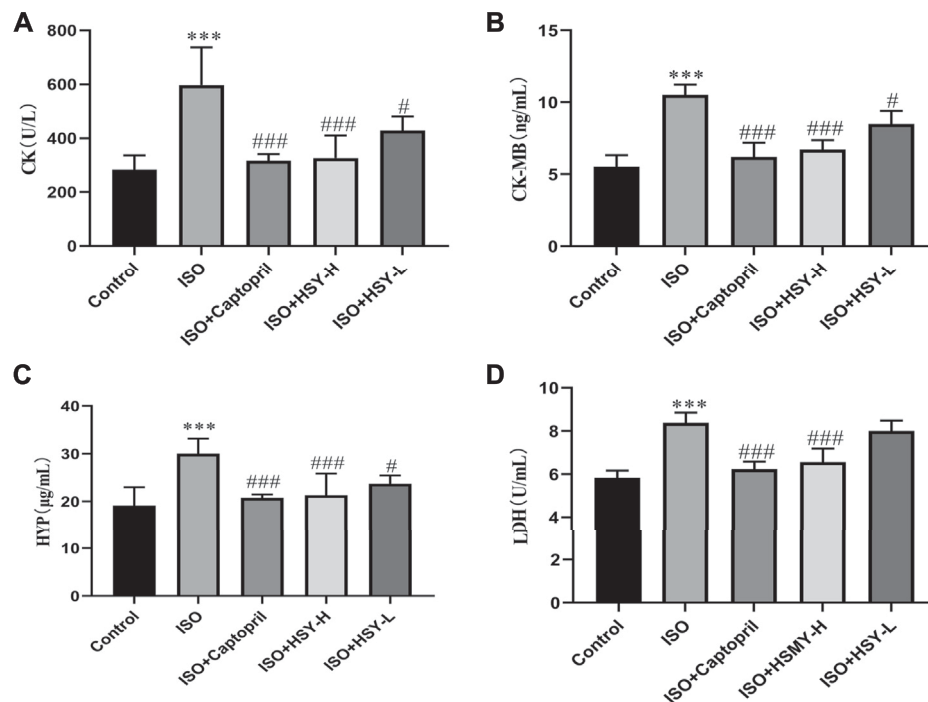 A
CK(U/L)
800
600
400
200
0
***
###
###
#
Control
ISO
ISO+Captopril
ISO+HSY-H
ISO+HSY-L
B
CK-MB(ng/mL)
15
10
5
0
***
###
###
#
Control
ISO
ISO+Captopril
ISO+HSY-H
ISO+HSY-L
C
HYP(μg/mL)
40
30
20
10
0
***
###
###
#
Control
ISO
ISO+Captopril
ISO+HSY-H
ISO+HSY-L
D
LDH(U/mL)
10
8
6
4
2
0
***
###
###
Control
ISO
ISO+Captopril
ISO+HSMY-H
ISO+HSY-L